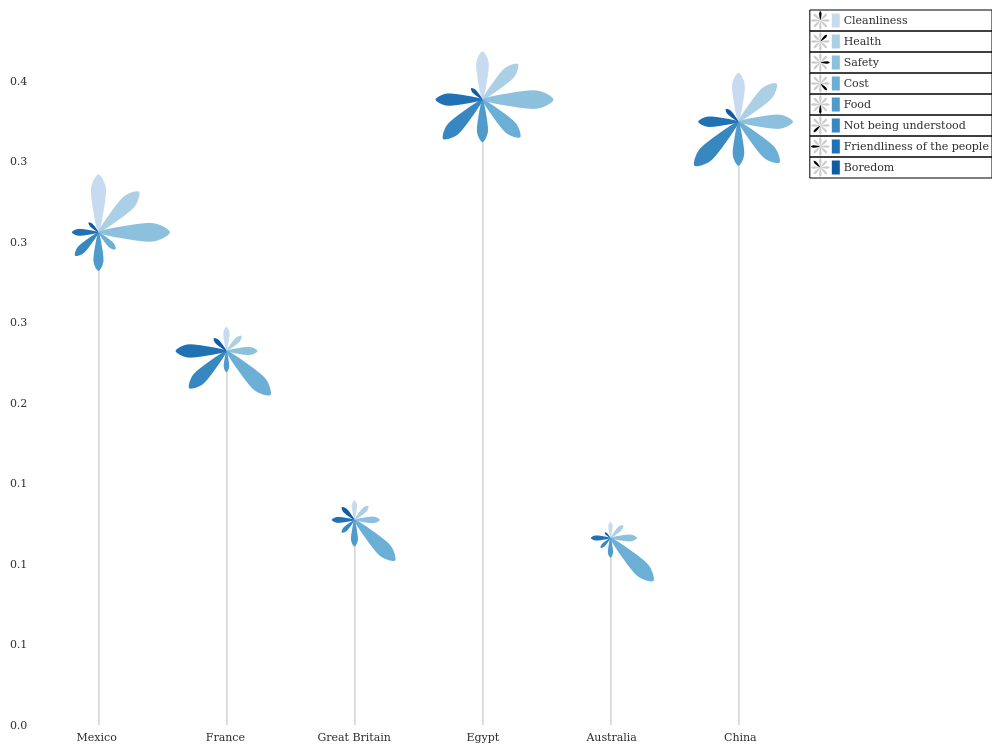 Cleanliness
Health
Safety
Cost
Food
Not being understood
Friendliness of the people
Boredom
0.4
0.3
0.3
0.3
0.2
0.1
0.1
0.1
0.0
Mexico France Great Britain Egypt Australia China